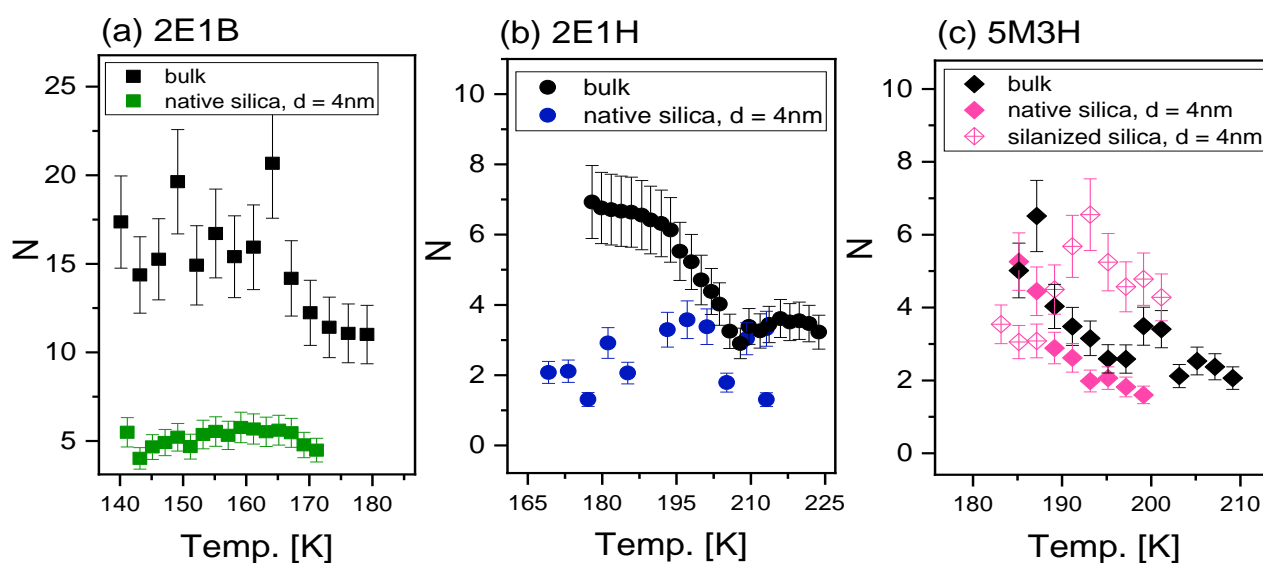 (a) 2E1B
bulk
native silica, d = 4nm
25
20
15
10
5
N
140 150 160 170 180
Temp. [K]
(b) 2E1H
bulk
native silica, d = 4nm
10
8
6
4
2
0
N
165 180 195 210 225
Temp. [K]
(c) 5M3H
bulk
native silica, d = 4nm
silanized silica, d = 4nm
10
8
6
4
2
0
N
180 190 200 210
Temp. [K]